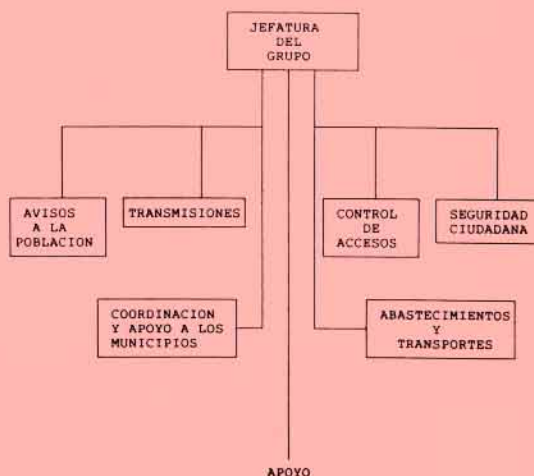 JEFATURA
DEL
GRUPO
AVISOS
A LA
POBLACION
TRANSMISIONES
CONTROL
DE
ACCESOS
SEGURIDAD
CIUDADANA
COORDINACION
Y APOYO A LOS
MUNICIPIOS
ABASTECIMIENTOS
Y
TRANSPORTES
APOYO